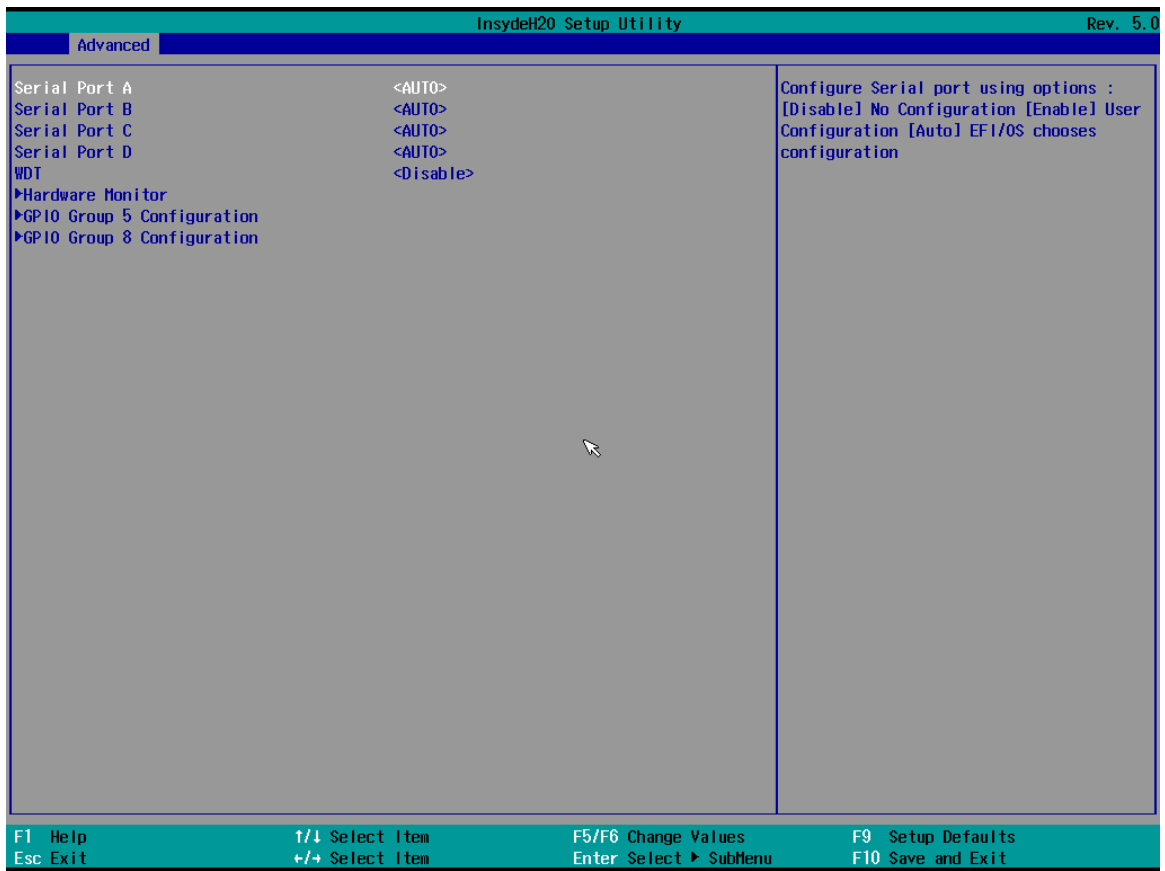 InsydeH20 Setup Utility Rev. 5.0
Advanced
Serial Port A <AUTO>
Serial Port B <AUTO>
Serial Port C <AUTO>
Serial Port D <AUTO>
WDT <Disable>
▶Hardware Monitor
▶GPIO Group 5 Configuration
▶GPIO Group 8 Configuration
Configure Serial port using options :
[Disable] No Configuration [Enable] User
Configuration [Auto] EFI/OS chooses
configuration
F1 Help ↑/↓ Select Item F5/F6 Change Values F9 Setup Defaults
Esc Exit ←/→ Select Item Enter Select ▶ SubMenu F10 Save and Exit